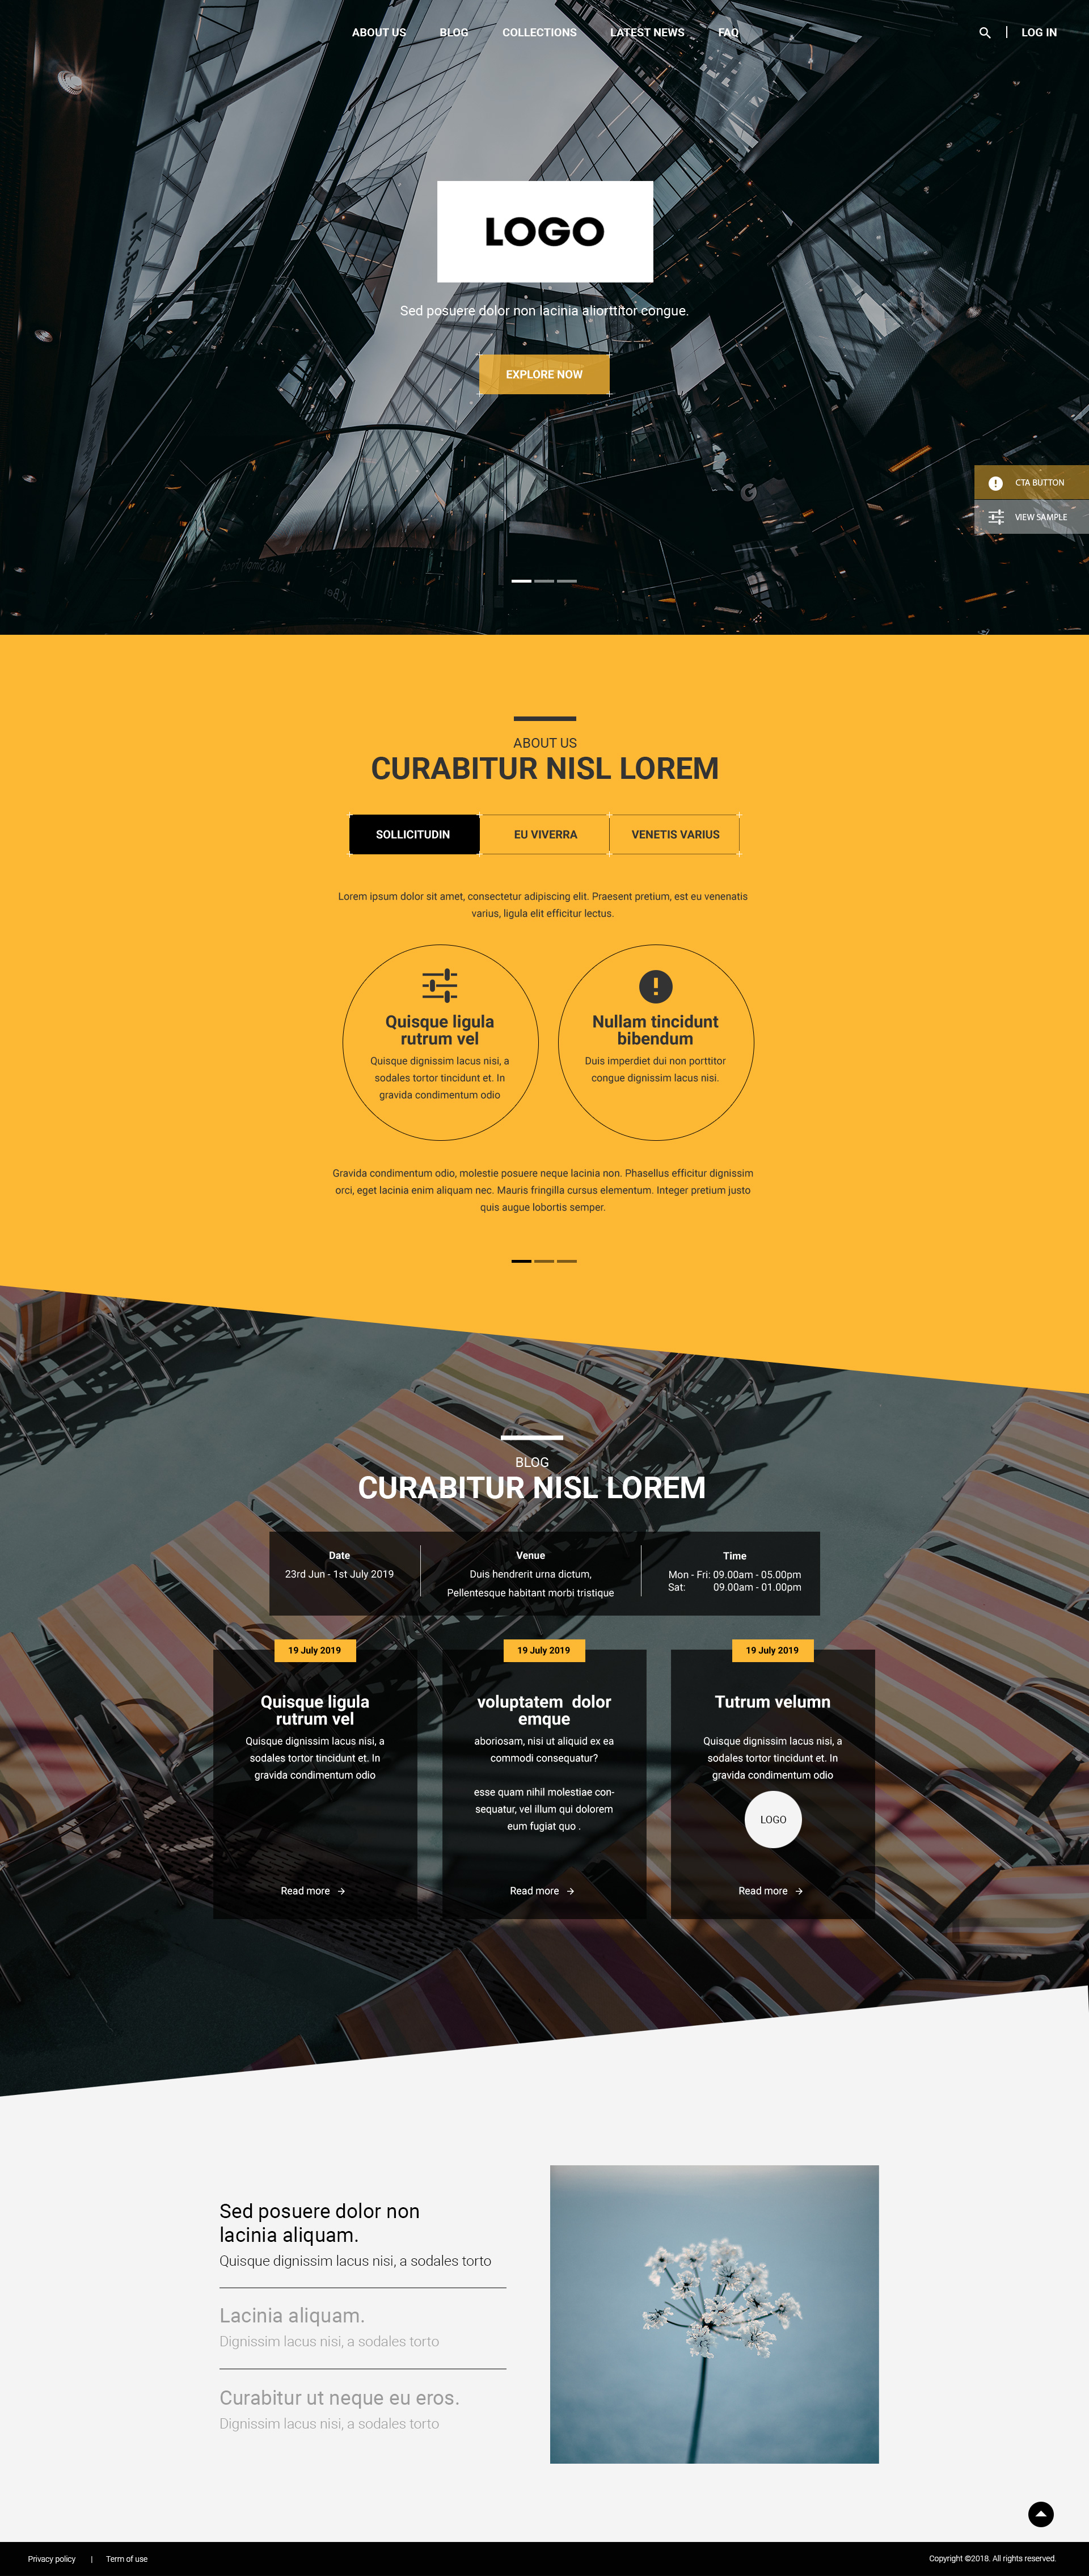 ABOUT US BLOG COLLECTIONS LATEST NEWS FAQ LOG IN
L.K.Bennett
LOGO
Sed posuere dolor non lacinia aliorttitor congue.
EXPLORE NOW
CTA BUTTON
VIEW SAMPLE
ABOUT US
CURABITUR NISL LOREM
SOLLICITUDIN EU VIVERRA VENETIS VARIUS
Lorem ipsum dolor sit amet, consectetur adipiscing elit. Praesent pretium, est eu venenatis
varius, ligula elit efficitur lectus.
Quisque ligula
rutrum vel
Quisque dignissim lacus nisi, a
sodales tortor tincidunt et. In
gravida condimentum odio
Nullam tincidunt
bibendum
Duis imperdiet dui non porttitor
congue dignissim lacus nisi.
Gravida condimentum odio, molestie posuere neque lacinia non. Phasellus efficitur dignissim
orci, eget lacinia enim aliquam nec. Mauris fringilla cursus elementum. Integer pretium justo
quis augue lobortis semper.
BLOG
CURABITUR NISL LOREM
Date
23rd Jun - 1st July 2019
Venue
Duis hendrerit urna dictum,
Pellentesque habitant morbi tristique
Time
Mon - Fri: 09.00am - 05.00pm
Sat: 09.00am - 01.00pm
19 July 2019
Quisque ligula
rutrum vel
Quisque dignissim lacus nisi, a
sodales tortor tincidunt et. In
gravida condimentum odio
Read more
19 July 2019
voluptatem dolor
emque
aboriosam, nisi ut aliquid ex ea
commodi consequatur?
esse quam nihil molestiae con-
sequatur, vel illum qui dolorem
eum fugiat quo .
Read more
19 July 2019
Tutrum velumn
Quisque dignissim lacus nisi, a
sodales tortor tincidunt et. In
gravida condimentum odio
LOGO
Read more
Sed posuere dolor non
lacinia aliquam.
Quisque dignissim lacus nisi, a sodales torto
Lacinia aliquam.
Dignissim lacus nisi, a sodales torto
Curabitur ut neque eu eros.
Dignissim lacus nisi, a sodales torto
Privacy policy | Term of use
Copyright ©2018. All rights reserved.